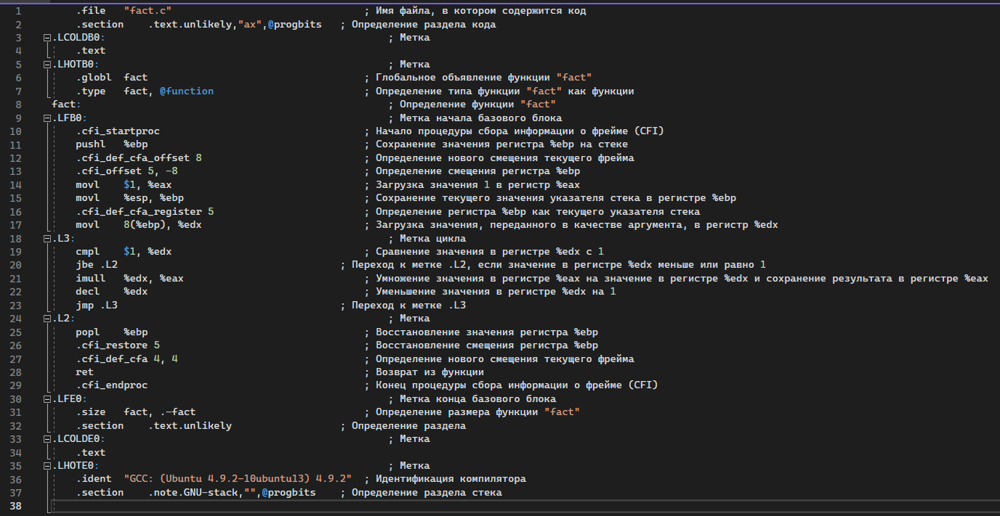 1 .file "fact.c" ; Имя файла, в котором содержится код
2 .section .text.unlikely,"ax",@progbits ; Определение раздела кода
3 .LCOLDB0: ; Метка
4 .text
5 .LHOTB0: ; Метка
6 .globl fact ; Глобальное объявление функции "fact"
7 .type fact, @function ; Определение типа функции "fact" как функции
8 fact: ; Определение функции "fact"
9 .LFB0: ; Метка начала базового блока
10 .cfi_startproc ; Начало процедуры сбора информации о фрейме (CFI)
11 pushl %ebp ; Сохранение значения регистра %ebp на стеке
12 .cfi_def_cfa_offset 8 ; Определение нового смещения текущего фрейма
13 .cfi_offset 5, -8 ; Определение смещения регистра %ebp
14 movl $1, %eax ; Загрузка значения 1 в регистр %eax
15 movl %esp, %ebp ; Сохранение текущего значения указателя стека в регистре %ebp
16 .cfi_def_cfa_register 5 ; Определение регистра %ebp как текущего указателя стека
17 movl 8(%ebp), %edx ; Загрузка значения, переданного в качестве аргумента, в регистр %edx
18 .L3: ; Метка цикла
19 cmpl $1, %edx ; Сравнение значения в регистре %edx с 1
20 jbe .L2 ; Переход к метке .L2, если значение в регистре %edx меньше или равно 1
21 imull %edx, %eax ; Умножение значения в регистре %eax на значение в регистре %edx и сохранение результата в регистре %eax
22 decl %edx ; Уменьшение значения в регистре %edx на 1
23 jmp .L3 ; Переход к метке .L3
24 .L2: ; Метка
25 popl %ebp ; Восстановление значения регистра %ebp
26 .cfi_restore 5 ; Восстановление смещения регистра %ebp
27 .cfi_def_cfa 4, 4 ; Определение нового смещения текущего фрейма
28 ret ; Возврат из функции
29 .cfi_endproc ; Конец процедуры сбора информации о фрейме (CFI)
30 .LFE0: ; Метка конца базового блока
31 .size fact, .-fact ; Определение размера функции "fact"
32 .section .text.unlikely ; Определение раздела
33 .LCOLDE0: ; Метка
34 .text
35 .LHOTE0: ; Метка
36 .ident "GCC: (Ubuntu 4.9.2-10ubuntu13) 4.9.2" ; Идентификация компилятора
37 .section .note.GNU-stack,"",@progbits ; Определение раздела стека
38